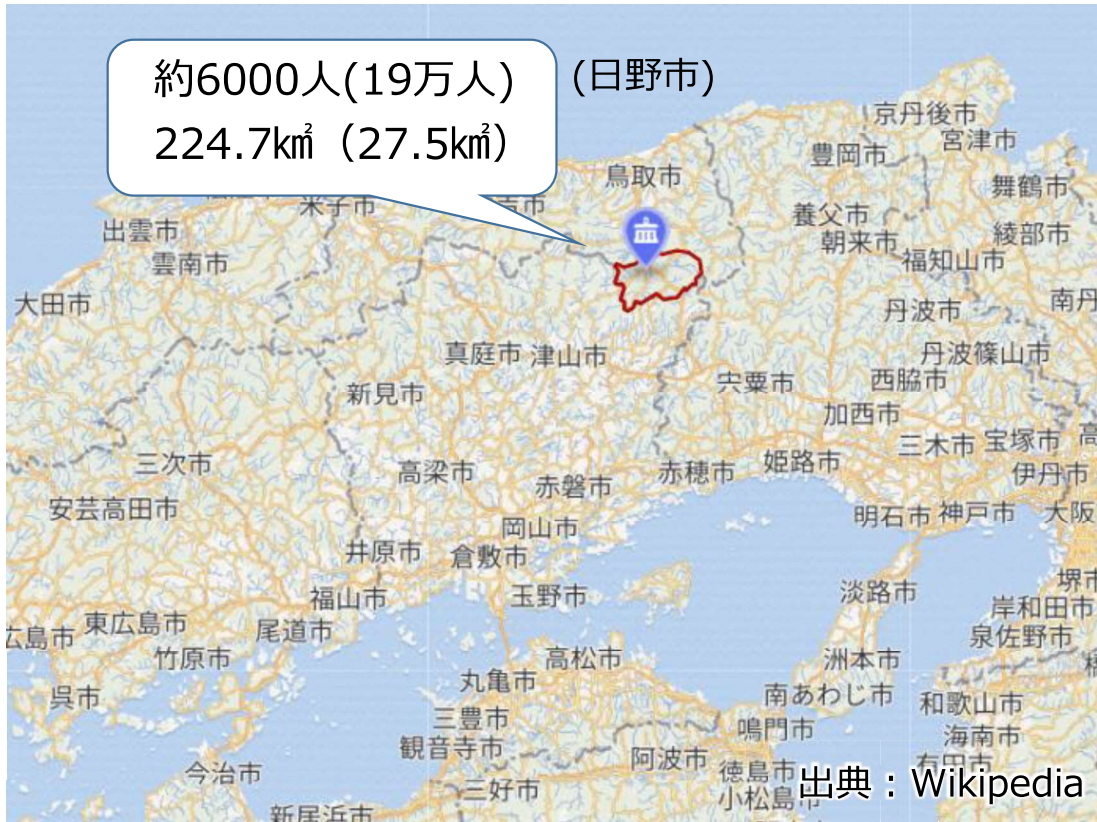 約6000人(19万人)
224.7㎢（27.5㎢）
(日野市)
京丹後市
宮津市
豊岡市
鳥取市
舞鶴市
米子市
養父市
出雲市
朝来市
綾部市
雲南市
福知山市
大田市
丹波市
南丹
真庭市
津山市
丹波篠山市
宍粟市
西脇市
新見市
加西市
三木市
宝塚市
高
三次市
高梁市
赤磐市
赤穂市
姫路市
伊丹市
安芸高田市
岡山市
明石市
神戸市
大阪
井原市
倉敷市
福山市
玉野市
淡路市
堺市
岸和田市
広島市
東広島市
尾道市
泉佐野市
竹原市
高松市
洲本市
丸亀市
呉市
南あわじ市
和歌山市
三豊市
鳴門市
海南市
観音寺市
阿波市
有田市
今治市
徳島市
三好市
小松島市
新居浜市
出典：Wikipedia